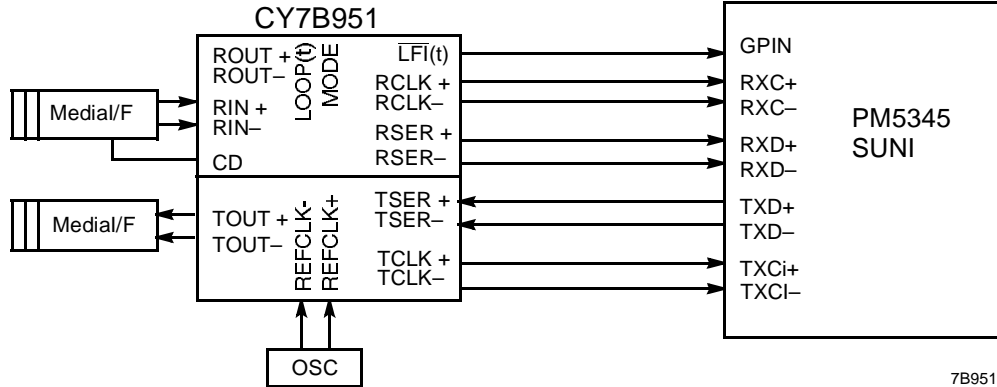 CY7B951
ROUT +
ROUT–
LOOP(t)
MODE
LFI(t)
GPIN
RCLK +
RCLK–
RXC+
RXC–
Medial/F
RIN +
RIN–
RSER +
RSER–
RXD+
RXD–
PM5345
SUNI
CD
TSER +
TSER–
TXD+
TXD–
Medial/F
TOUT +
TOUT–
REFCLK-
REFCLK+
TCLK +
TCLK–
TXCi+
TXCI–
OSC
7B951